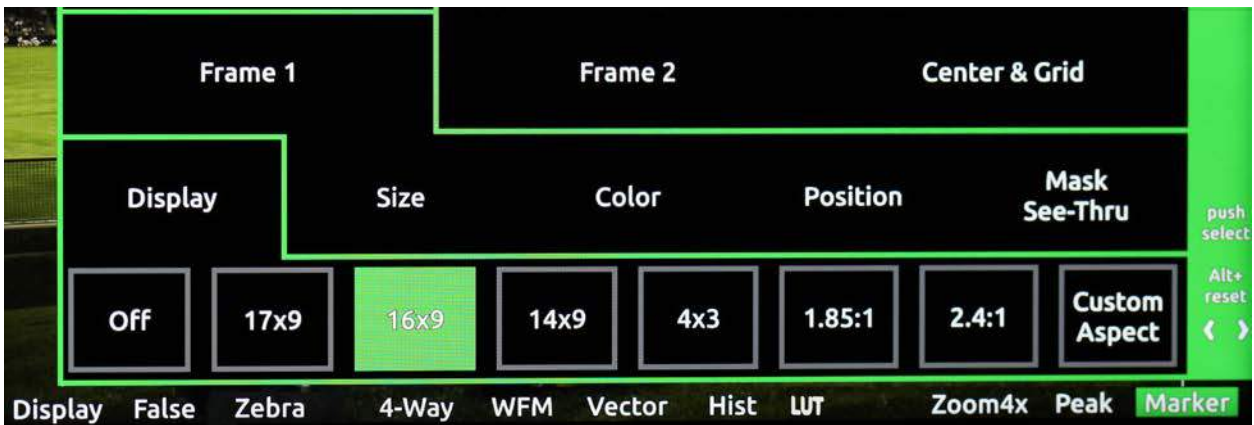 Frame 1 Frame 2 Center & Grid
Display Size Color Position Mask See-Thru
push select
Off 17x9 16x9 14x9 4x3 1.85:1 2.4:1 Custom Aspect
Alt+ reset
‹ ›
Display False Zebra 4-Way WFM Vector Hist LUT Zoom4x Peak Marker